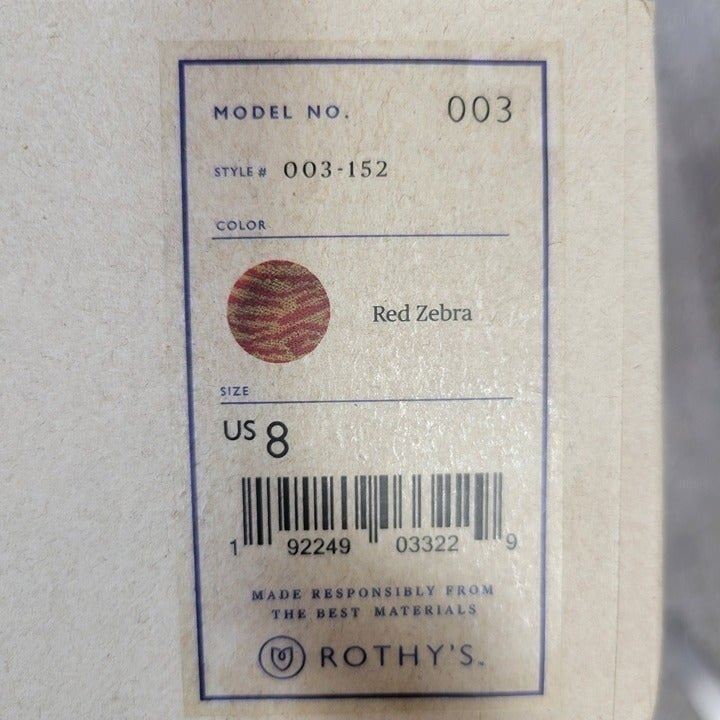 MODEL NO. 003
STYLE # 003-152
COLOR
Red Zebra
SIZE
US 8
1 92249 03322 9
MADE RESPONSIBLY FROM
THE BEST MATERIALS
ROTHY'S™